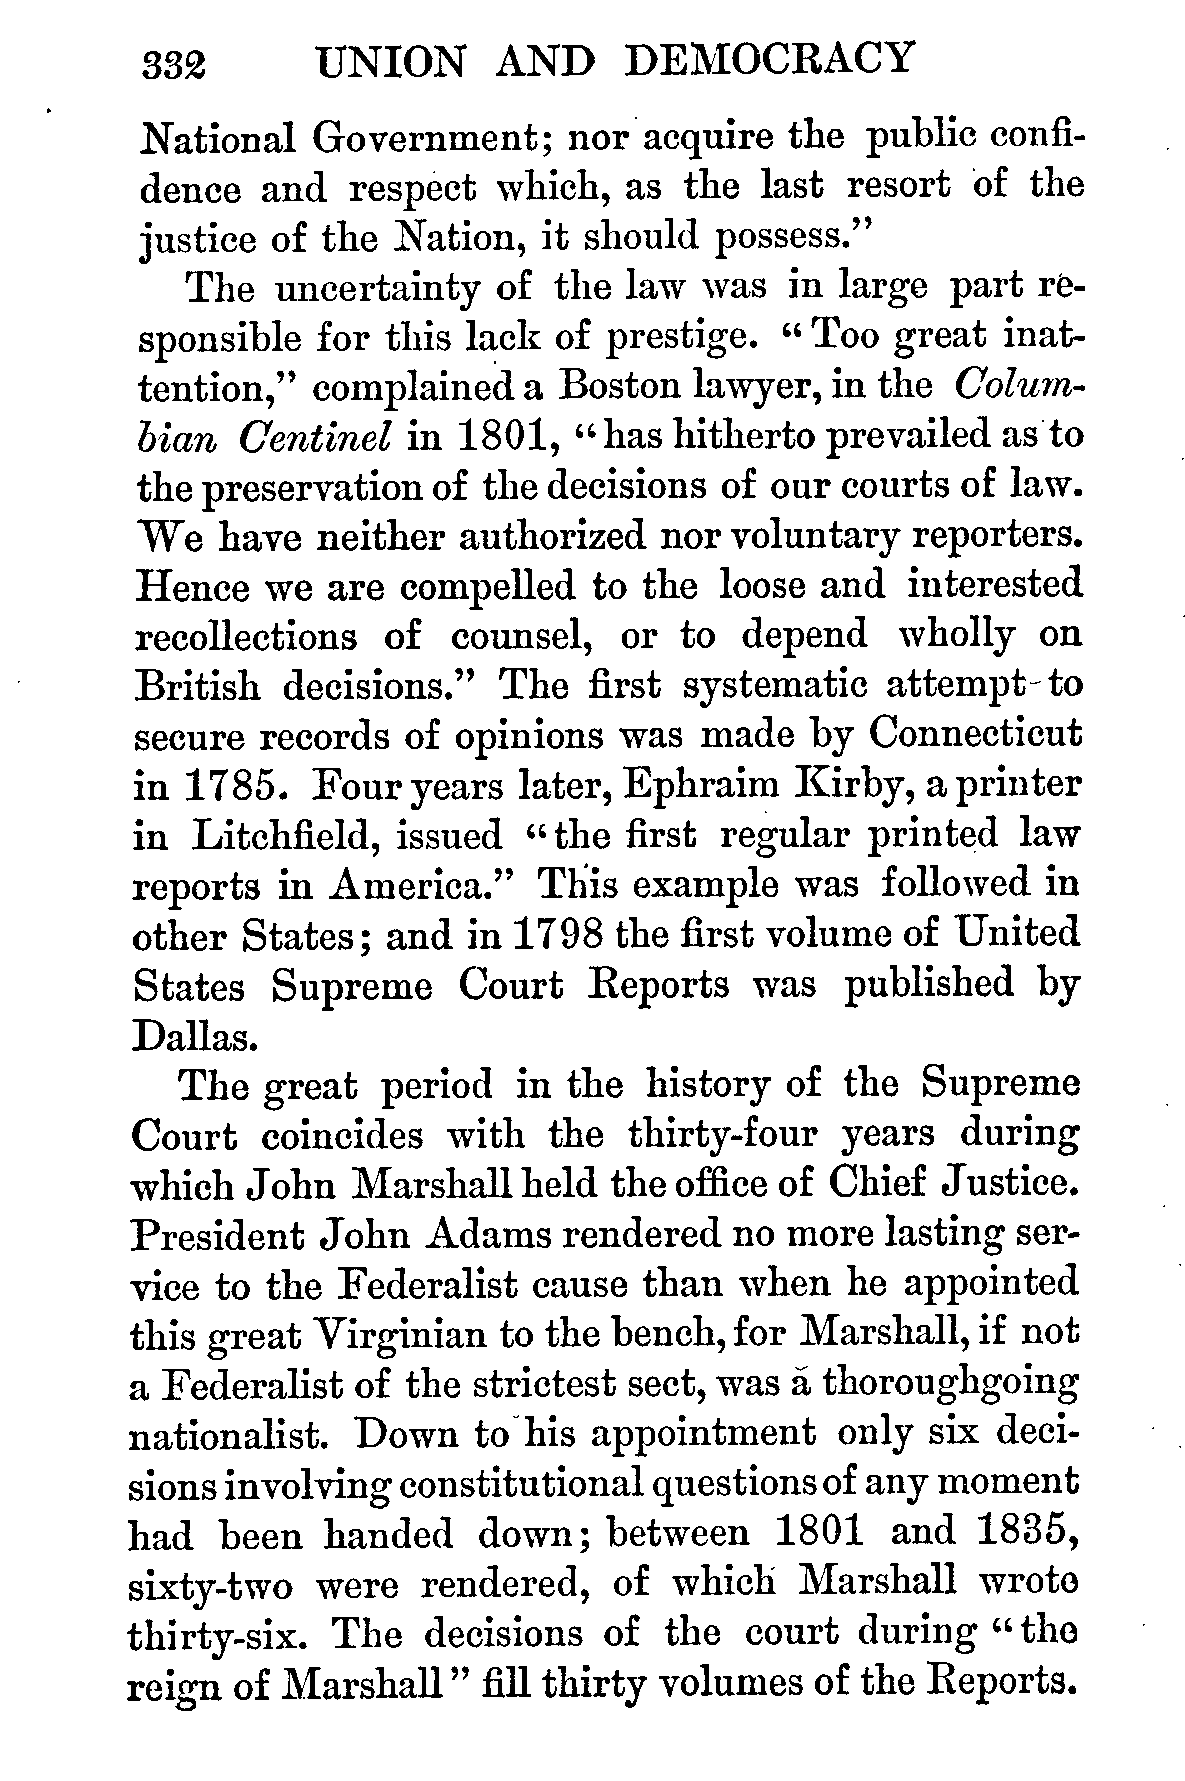 332 UNION AND DEMOCRACY
National Government; nor acquire the public confi-
dence and respect which, as the last resort of the
justice of the Nation, it should possess.”
The uncertainty of the law was in large part re-
sponsible for this lack of prestige. “Too great inat-
tention,” complained a Boston lawyer, in the Colum-
bian Centinel in 1801, “has hitherto prevailed as to
the preservation of the decisions of our courts of law.
We have neither authorized nor voluntary reporters.
Hence we are compelled to the loose and interested
recollections of counsel, or to depend wholly on
British decisions.” The first systematic attempt to
secure records of opinions was made by Connecticut
in 1785. Four years later, Ephraim Kirby, a printer
in Litchfield, issued “the first regular printed law
reports in America.” This example was followed in
other States; and in 1798 the first volume of United
States Supreme Court Reports was published by
Dallas.
The great period in the history of the Supreme
Court coincides with the thirty-four years during
which John Marshall held the office of Chief Justice.
President John Adams rendered no more lasting ser-
vice to the Federalist cause than when he appointed
this great Virginian to the bench, for Marshall, if not
a Federalist of the strictest sect, was a thoroughgoing
nationalist. Down to his appointment only six deci-
sions involving constitutional questions of any moment
had been handed down; between 1801 and 1835,
sixty-two were rendered, of which Marshall wrote
thirty-six. The decisions of the court during “the
reign of Marshall” fill thirty volumes of the Reports.